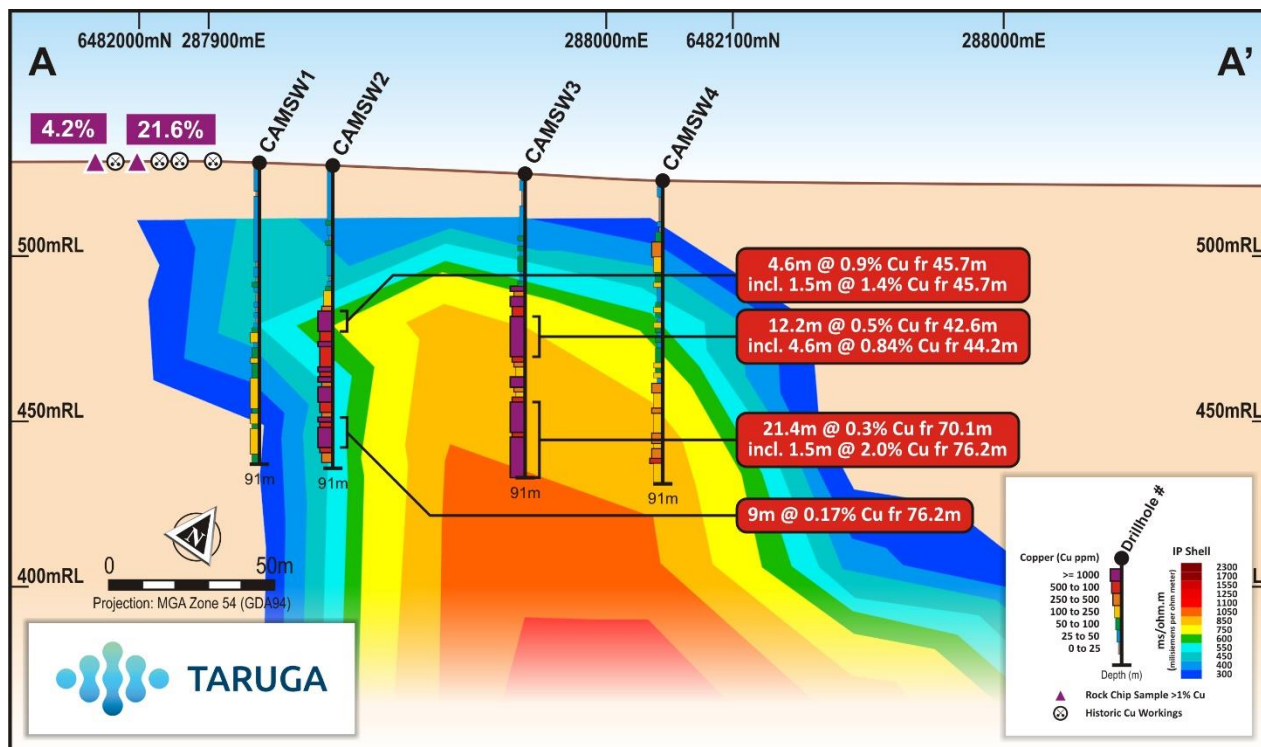 6482000mN 287900mE 288000mE 6482100mN 288000mE
A A'
CAMSW1 CAMSW2 CAMSW3 CAMSW4
4.2% 21.6%
500mRL 500mRL
4.6m @ 0.9% Cu fr 45.7m
incl. 1.5m @ 1.4% Cu fr 45.7m
12.2m @ 0.5% Cu fr 42.6m
incl. 4.6m @ 0.84% Cu fr 44.2m
450mRL 450mRL
21.4m @ 0.3% Cu fr 70.1m
incl. 1.5m @ 2.0% Cu fr 76.2m
91m 91m 91m 91m
9m @ 0.17% Cu fr 76.2m
N
0 50m
400mRL L
Projection: MGA Zone 54 (GDA94)
TARUGA
Drillhole #
Copper (Cu ppm)
>= 1000
500 to 100
250 to 500
100 to 250
50 to 100
25 to 50
0 to 25
Depth (m)
IP Shell
ms/ohm.m
(milisiemens per ohm meter)
2300
1700
1550
1250
1100
1050
850
750
600
550
450
400
300
Rock Chip Sample >1% Cu
Historic Cu Workings